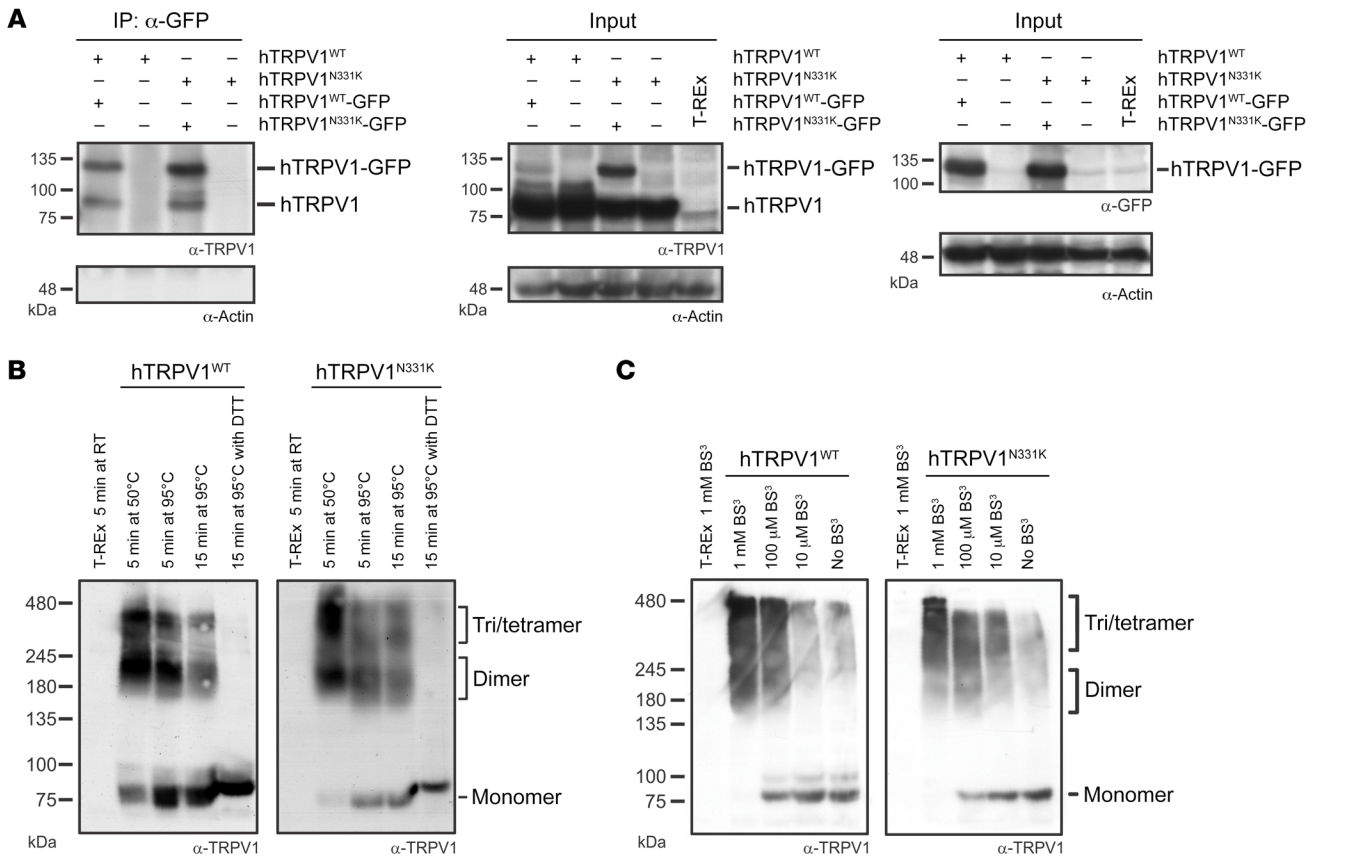 A
IP: α-GFP
+ + – – hTRPV1WT
– – + + hTRPV1N331K
+ – – – hTRPV1WT-GFP
– – + – hTRPV1N331K-GFP
135
100
75
hTRPV1-GFP
hTRPV1
α-TRPV1
48
kDa
α-Actin
Input
+ + – – hTRPV1WT
– – + + hTRPV1N331K
+ – – – hTRPV1WT-GFP
– – + – hTRPV1N331K-GFP
T-REx
135
100
75
hTRPV1-GFP
hTRPV1
α-TRPV1
48
kDa
α-Actin
Input
+ + – – hTRPV1WT
– – + + hTRPV1N331K
+ – – – hTRPV1WT-GFP
– – + – hTRPV1N331K-GFP
T-REx
135
100
hTRPV1-GFP
α-GFP
48
kDa
α-Actin
B
hTRPV1WT
T-REx 5 min at RT
5 min at 50°C
5 min at 95°C
15 min at 95°C
15 min at 95°C with DTT
hTRPV1N331K
T-REx 5 min at RT
5 min at 50°C
5 min at 95°C
15 min at 95°C
15 min at 95°C with DTT
480
245
180
135
100
75
kDa
Tri/tetramer
Dimer
Monomer
α-TRPV1
α-TRPV1
C
hTRPV1WT
T-REx 1 mM BS3
1 mM BS3
100 μM BS3
10 μM BS3
No BS3
hTRPV1N331K
T-REx 1 mM BS3
1 mM BS3
100 μM BS3
10 μM BS3
No BS3
480
245
180
135
100
75
kDa
Tri/tetramer
Dimer
Monomer
α-TRPV1
α-TRPV1